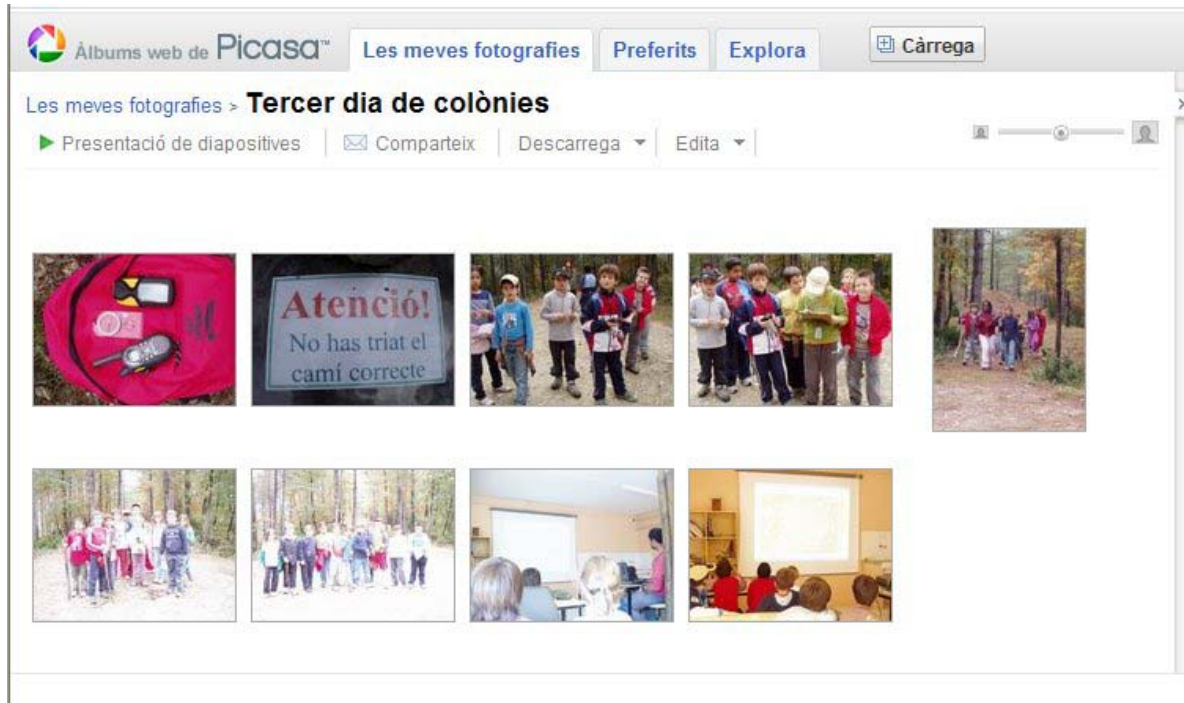 Àlbums web de Picasa™ Les meves fotografies Preferits Explora Càrrega
Les meves fotografies > Tercer dia de colònies
Presentació de diapositives Comparteix Descarrega Edita
Atenció!
No has triat el
camí correcte